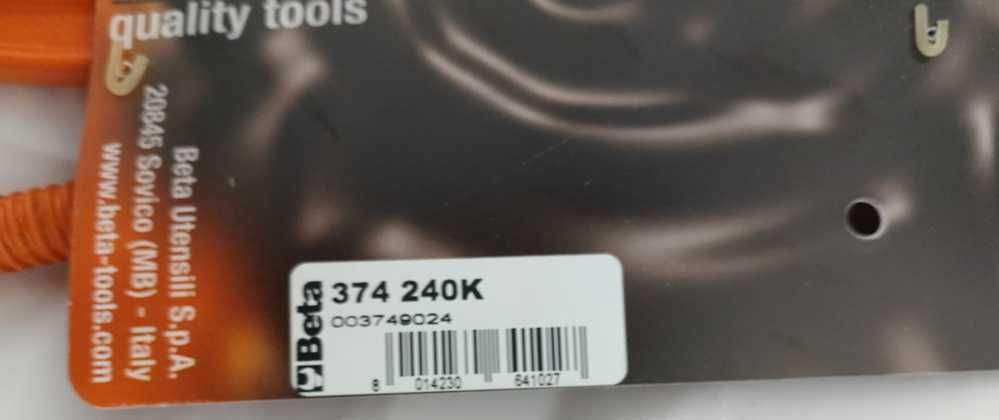 quality tools
Beta Utensili S.p.A.
20845 Sovico (MB) - Italy
www.beta-tools.com
Beta
374 240K
003749024
8 014230 641027